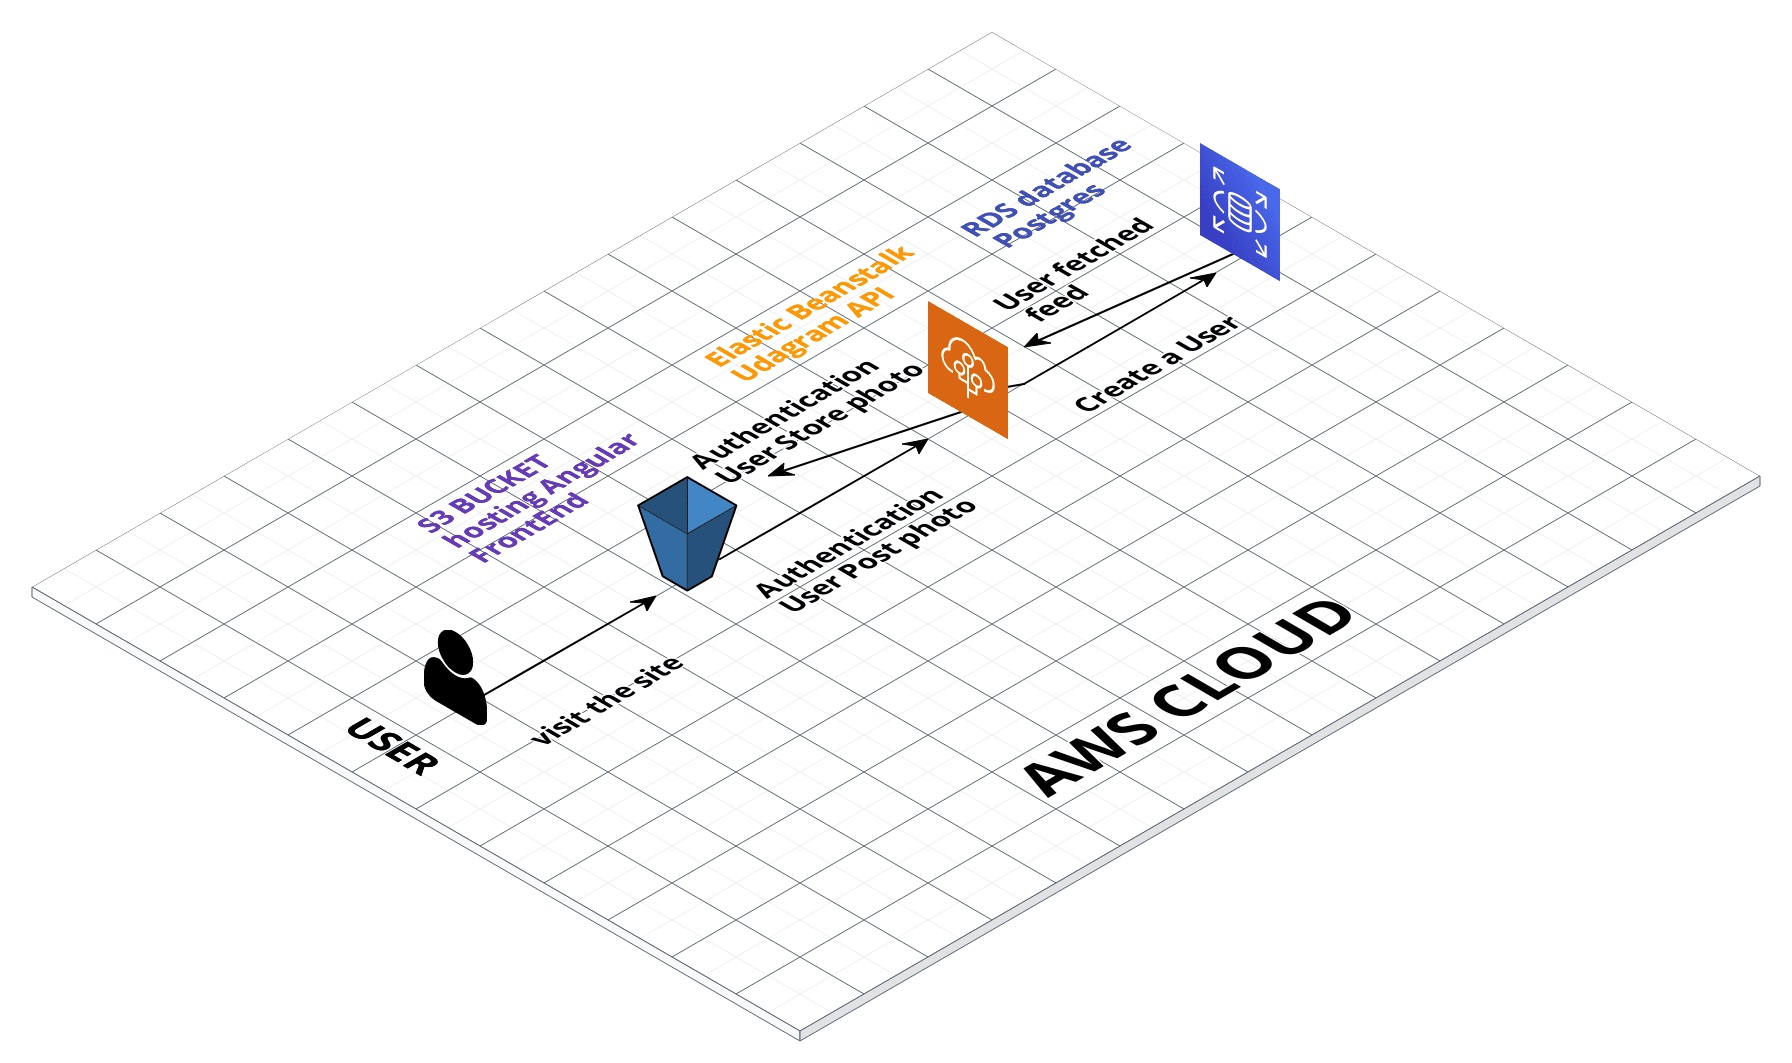 RDS database
Postgres
User fetched
feed
Elastic Beanstalk
Udagram API
Create a User
Authentication
User Store photo
S3 BUCKET
hosting Angular
FrontEnd
Authentication
User Post photo
visit the site
USER
AWS CLOUD